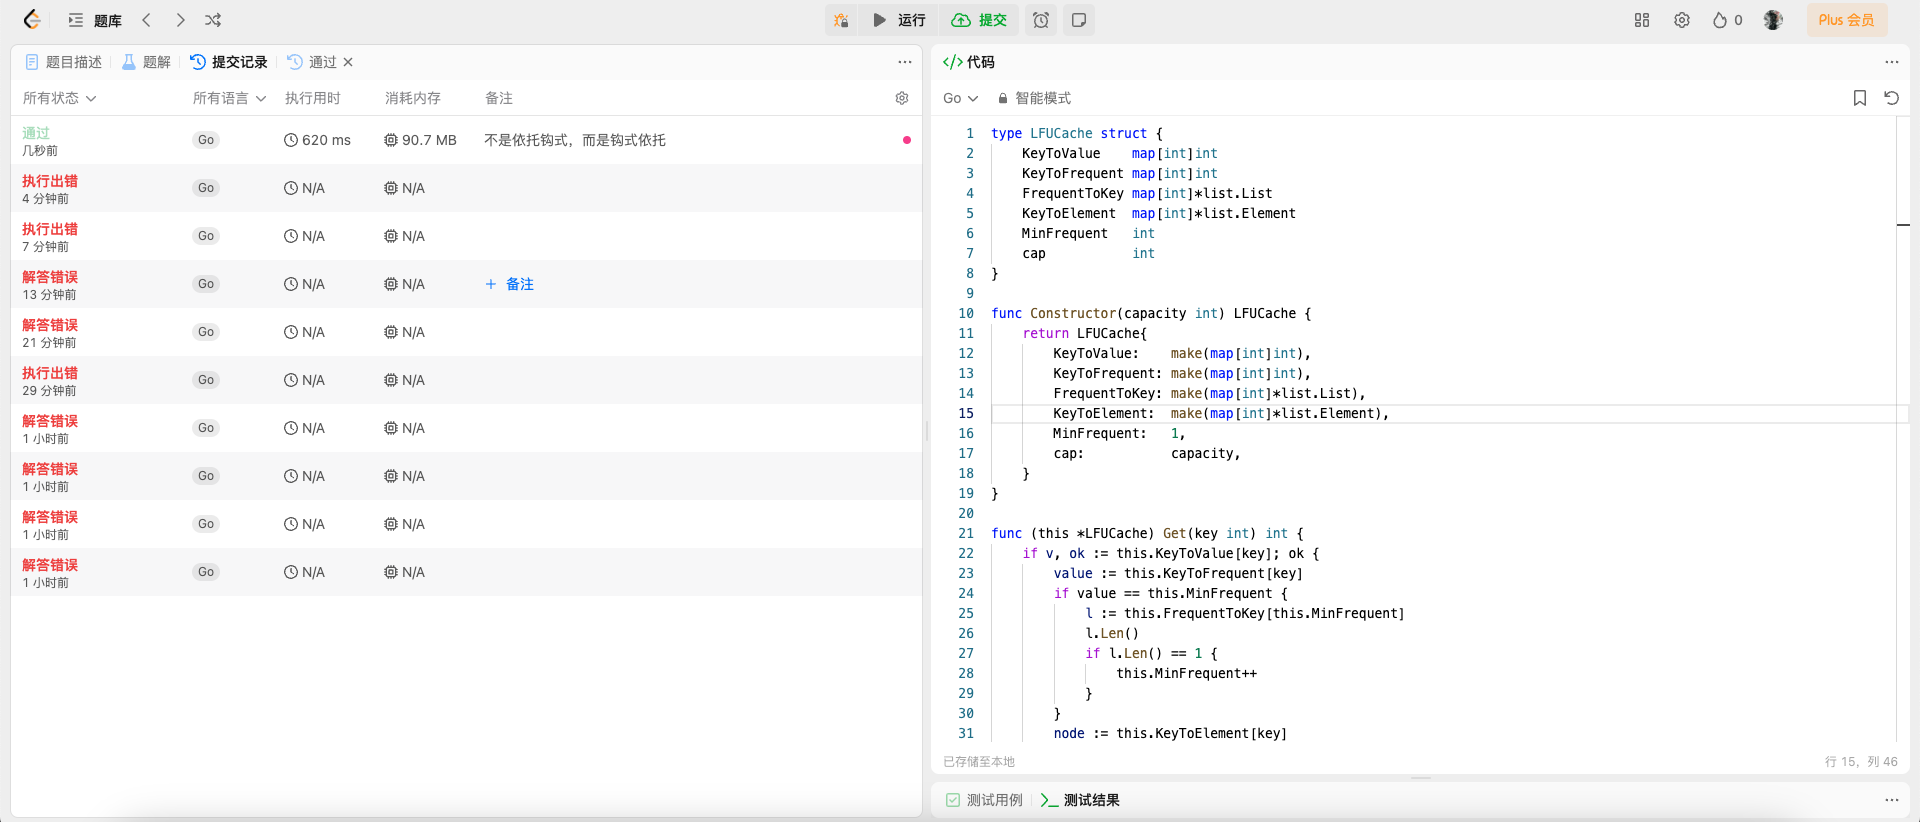 题库
运行
提交
0
Plus 会员
题目描述
题解
提交记录
通过
所有状态
所有语言
执行用时
消耗内存
备注
通过
几秒前
Go
620 ms
90.7 MB
不是依托钩式，而是钩式依托
执行出错
4 分钟前
Go
N/A
N/A
执行出错
7 分钟前
Go
N/A
N/A
解答错误
13 分钟前
Go
N/A
N/A
+ 备注
解答错误
21 分钟前
Go
N/A
N/A
执行出错
29 分钟前
Go
N/A
N/A
解答错误
1 小时前
Go
N/A
N/A
解答错误
1 小时前
Go
N/A
N/A
解答错误
1 小时前
Go
N/A
N/A
解答错误
1 小时前
Go
N/A
N/A
</> 代码
Go
智能模式
1 type LFUCache struct {
2     KeyToValue    map[int]int
3     KeyToFrequent map[int]int
4     FrequentToKey map[int]*list.List
5     KeyToElement  map[int]*list.Element
6     MinFrequent   int
7     cap           int
8 }
9
10 func Constructor(capacity int) LFUCache {
11     return LFUCache{
12         KeyToValue:    make(map[int]int),
13         KeyToFrequent: make(map[int]int),
14         FrequentToKey: make(map[int]*list.List),
15         KeyToElement:  make(map[int]*list.Element),
16         MinFrequent:   1,
17         cap:           capacity,
18     }
19 }
20
21 func (this *LFUCache) Get(key int) int {
22     if v, ok := this.KeyToValue[key]; ok {
23         value := this.KeyToFrequent[key]
24         if value == this.MinFrequent {
25             l := this.FrequentToKey[this.MinFrequent]
26             l.Len()
27             if l.Len() == 1 {
28                 this.MinFrequent++
29             }
30         }
31         node := this.KeyToElement[key]
已存储至本地
行 15，列 46
测试用例
测试结果